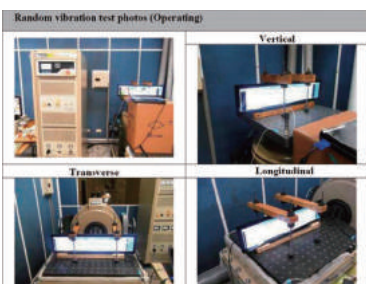 Random vibration test photos (Operating)
Vertical
Transverse
Longitudinal